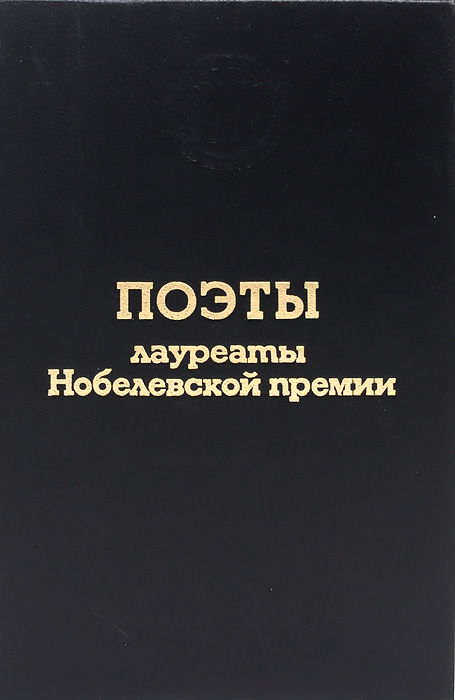 ПОЭТЫ
лауреаты
Нобелевской премии